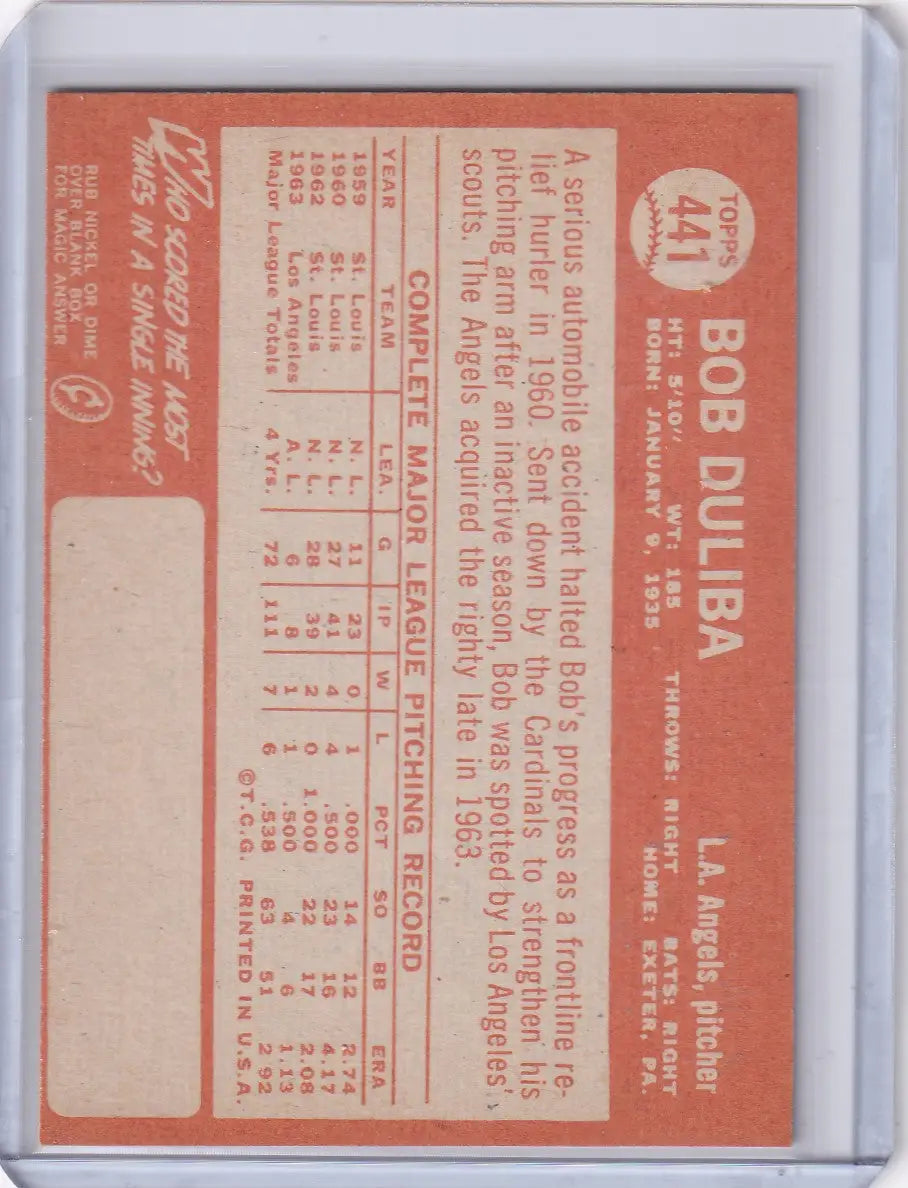 TOPPS
441
BOB DULIBA
L.A. Angels, pitcher
HT: 5'10" WT: 185 THROWS: RIGHT BATS: RIGHT
BORN: JANUARY 9, 1935 HOME: EXETER, PA.
A serious automobile accident halted Bob's progress as a frontline re-
lief hurler in 1960. Sent down by the Cardinals to strengthen his
pitching arm after an inactive season, Bob was spotted by Los Angeles'
scouts. The Angels acquired the righty late in 1963.
COMPLETE MAJOR LEAGUE PITCHING RECORD
YEAR TEAM LEA. G IP W L PCT SO BB ERA
1959 St. Louis N. L. 11 23 0 1 .000 14 12 2.74
1960 St. Louis N. L. 27 41 4 4 .500 23 16 4.17
1962 St. Louis N. L. 28 39 2 0 1.000 22 17 2.08
1963 Los Angeles A. L. 6 8 1 1 .500 4 6 1.13
Major League Totals 4 Yrs. 72 111 7 6 .538 63 51 2.92
©T.C.G. PRINTED IN U.S.A.
WHO SCORED THE MOST
TIMES IN A SINGLE INNING?
RUB NICKEL OR DIME
OVER BLANK BOX
FOR MAGIC ANSWER